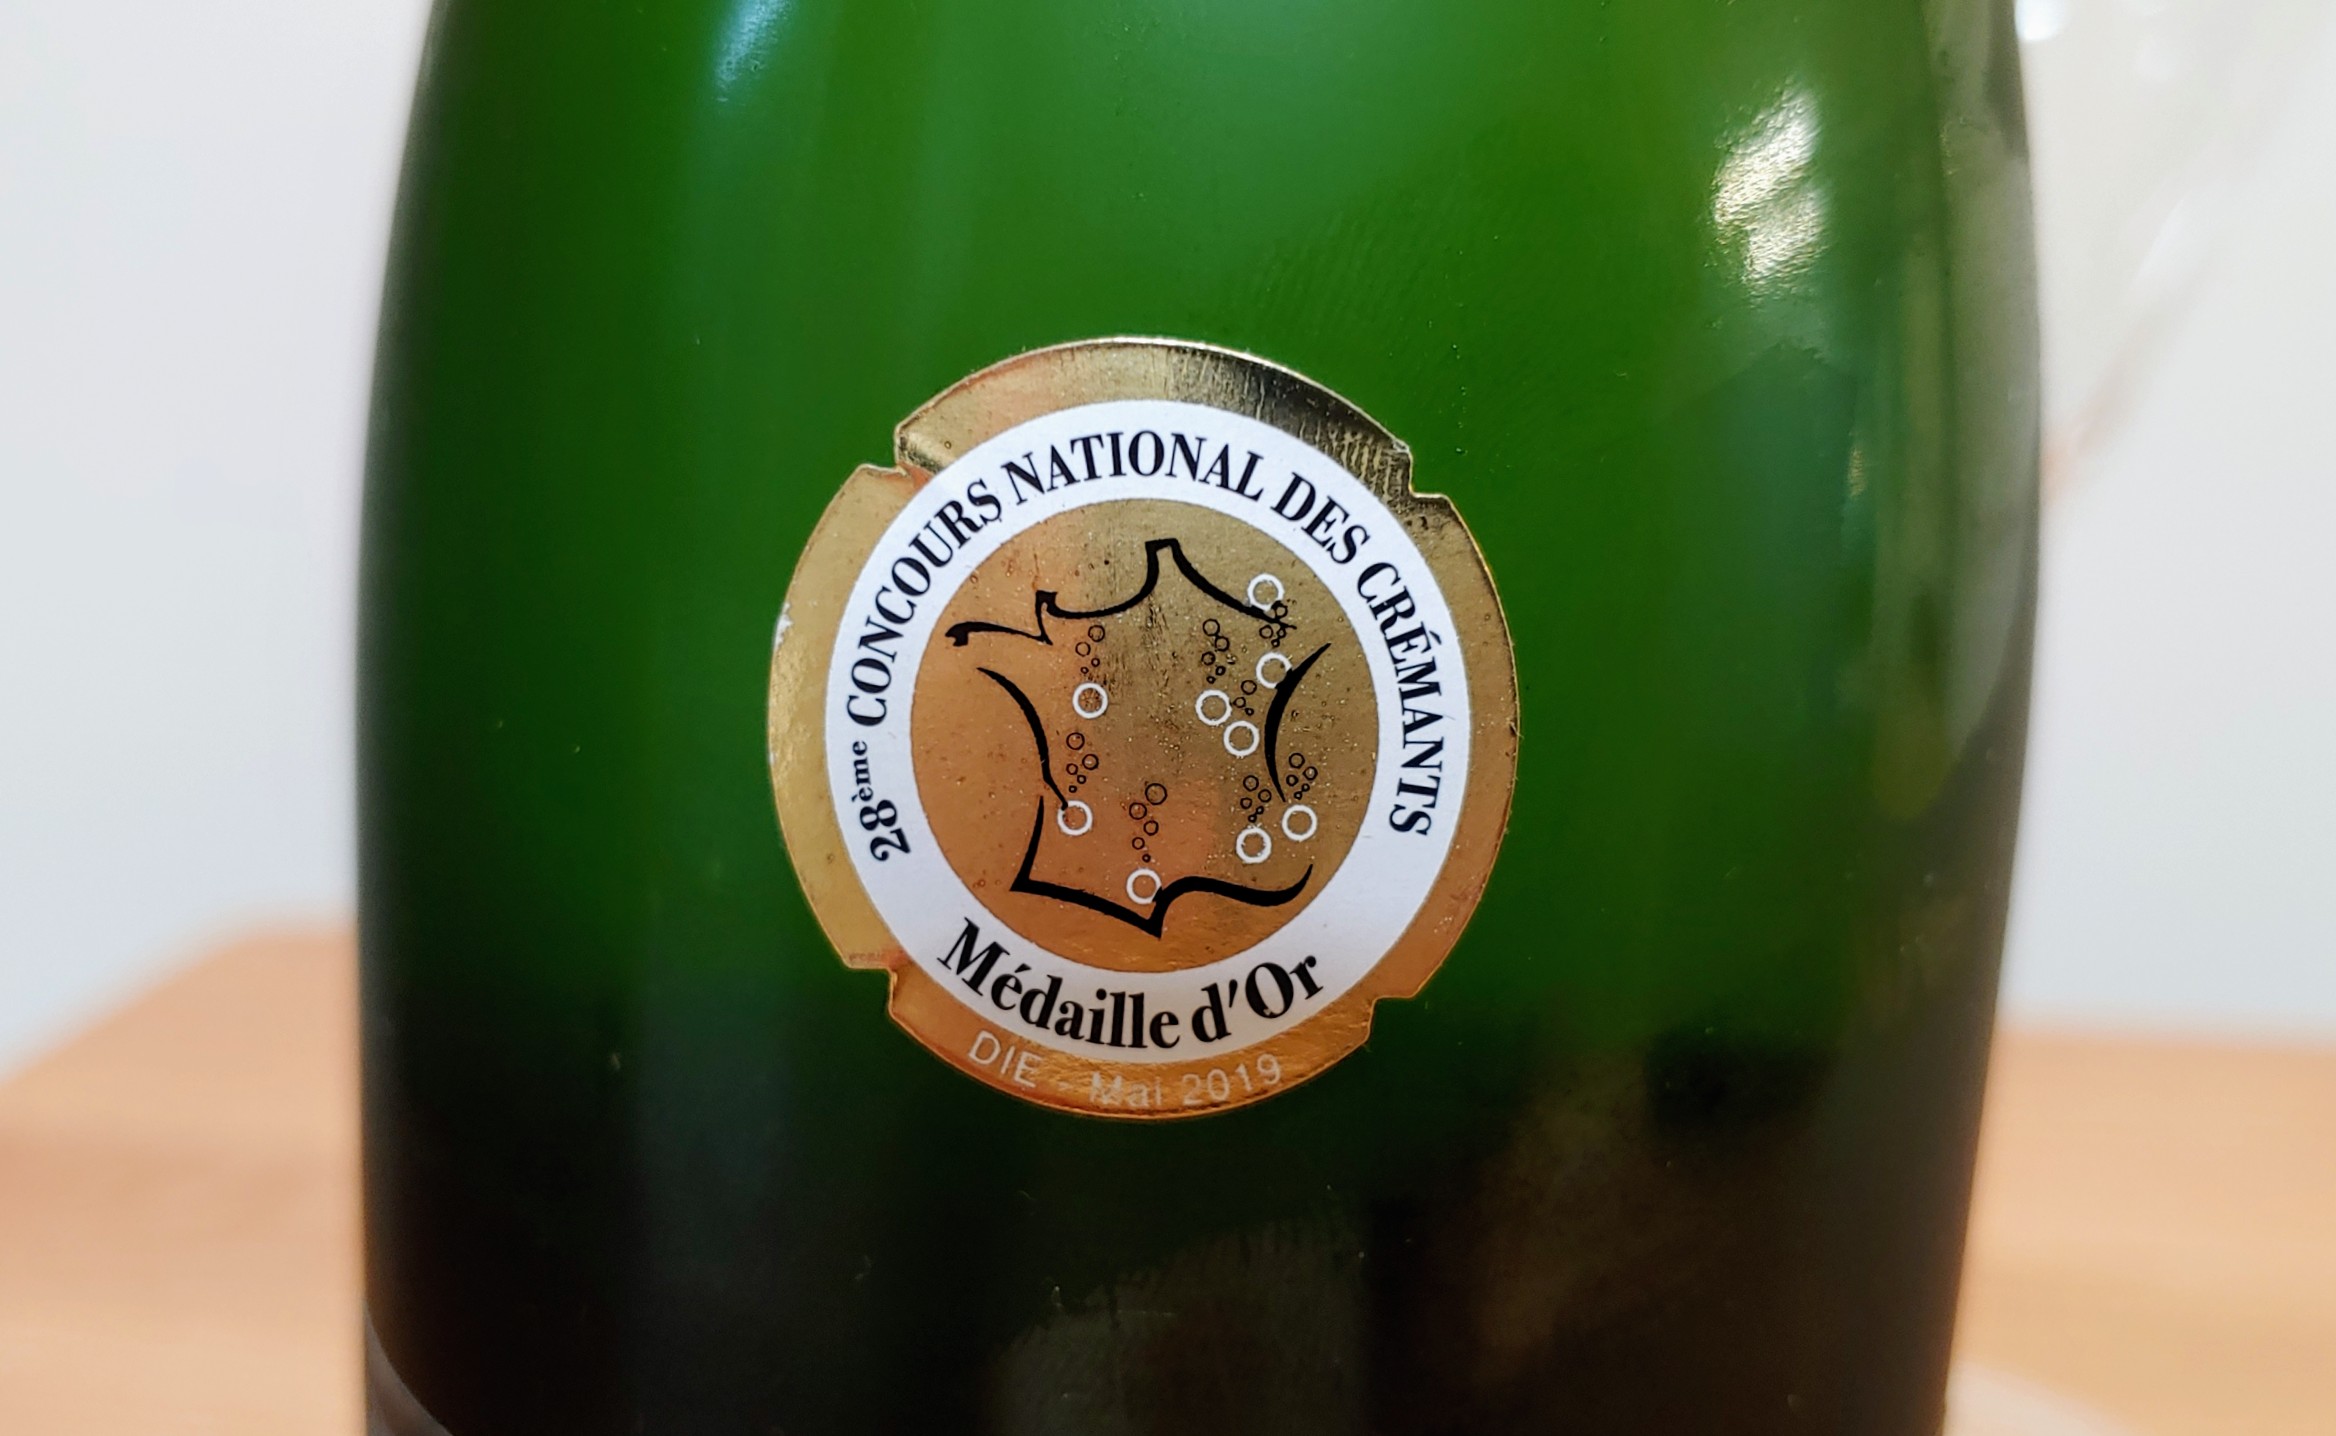 28ème CONCOURS NATIONAL DES CRÉMANTS
Médaille d'Or
DIE - Mai 2019